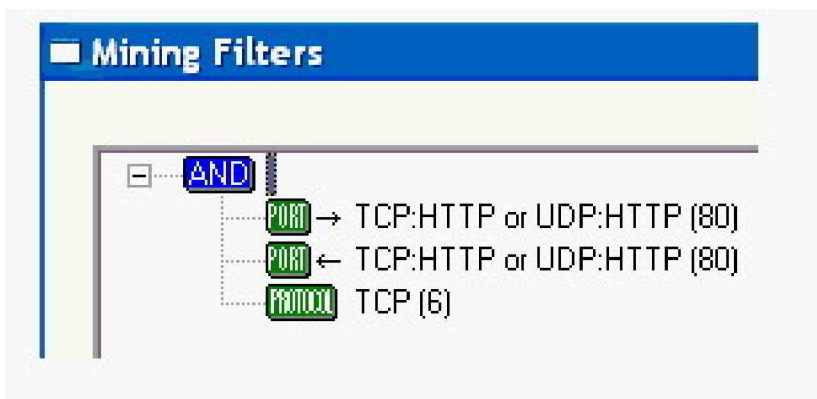 Mining Filters
AND
PORT → TCP:HTTP or UDP:HTTP (80)
PORT ← TCP:HTTP or UDP:HTTP (80)
PROTOCOL TCP (6)